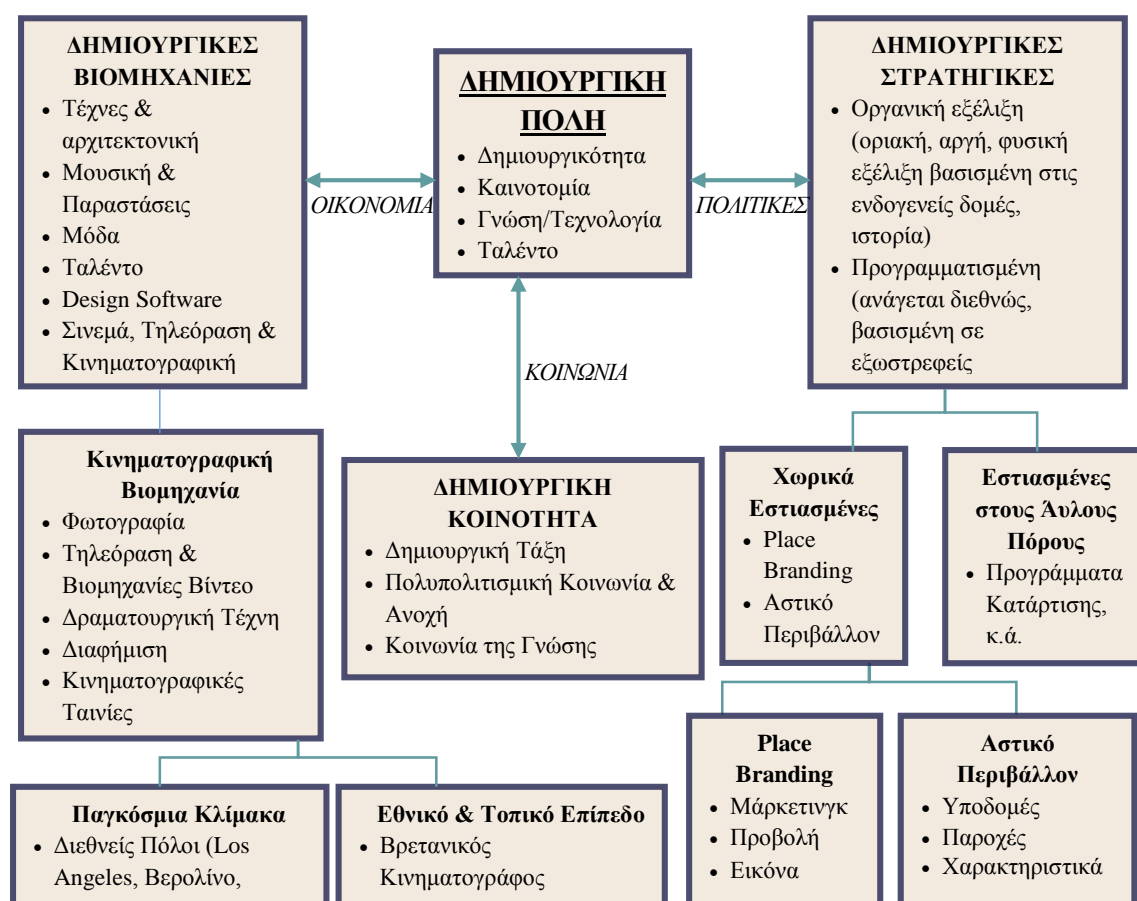 ΔΗΜΙΟΥΡΓΙΚΕΣ
ΒΙΟΜΗΧΑΝΙΕΣ
• Τέχνες &
αρχιτεκτονική
• Μουσική &
Παραστάσεις
• Μόδα
• Ταλέντο
• Design Software
• Σινεμά, Τηλεόραση &
Κινηματογραφική
ΟΙΚΟΝΟΜΙΑ
ΔΗΜΙΟΥΡΓΙΚΗ
ΠΟΛΗ
• Δημιουργικότητα
• Καινοτομία
• Γνώση/Τεχνολογία
• Ταλέντο
ΠΟΛΙΤΙΚΕΣ
ΔΗΜΙΟΥΡΓΙΚΕΣ
ΣΤΡΑΤΗΓΙΚΕΣ
• Οργανική εξέλιξη
(οριακή, αργή, φυσική
εξέλιξη βασισμένη στις
ενδογενείς δομές,
ιστορία)
• Προγραμματισμένη
(ανάγεται διεθνώς,
βασισμένη σε
εξωστρεφείς
ΚΟΙΝΩΝΙΑ
Κινηματογραφική
Βιομηχανία
• Φωτογραφία
• Τηλεόραση &
Βιομηχανίες Βίντεο
• Δραματουργική Τέχνη
• Διαφήμιση
• Κινηματογραφικές
Ταινίες
ΔΗΜΙΟΥΡΓΙΚΗ
ΚΟΙΝΟΤΗΤΑ
• Δημιουργική Τάξη
• Πολυπολιτισμική Κοινωνία &
Ανοχή
• Κοινωνία της Γνώσης
Χωρικά
Εστιασμένες
• Place
Branding
• Αστικό
Περιβάλλον
Εστιασμένες
στους Άυλους
Πόρους
• Προγράμματα
Κατάρτισης,
κ.ά.
Παγκόσμια Κλίμακα
• Διεθνείς Πόλοι (Los
Angeles, Βερολίνο,
Εθνικό & Τοπικό Επίπεδο
• Βρετανικός
Κινηματογράφος
Place
Branding
• Μάρκετινγκ
• Προβολή
• Εικόνα
Αστικό
Περιβάλλον
• Υποδομές
• Παροχές
• Χαρακτηριστικά